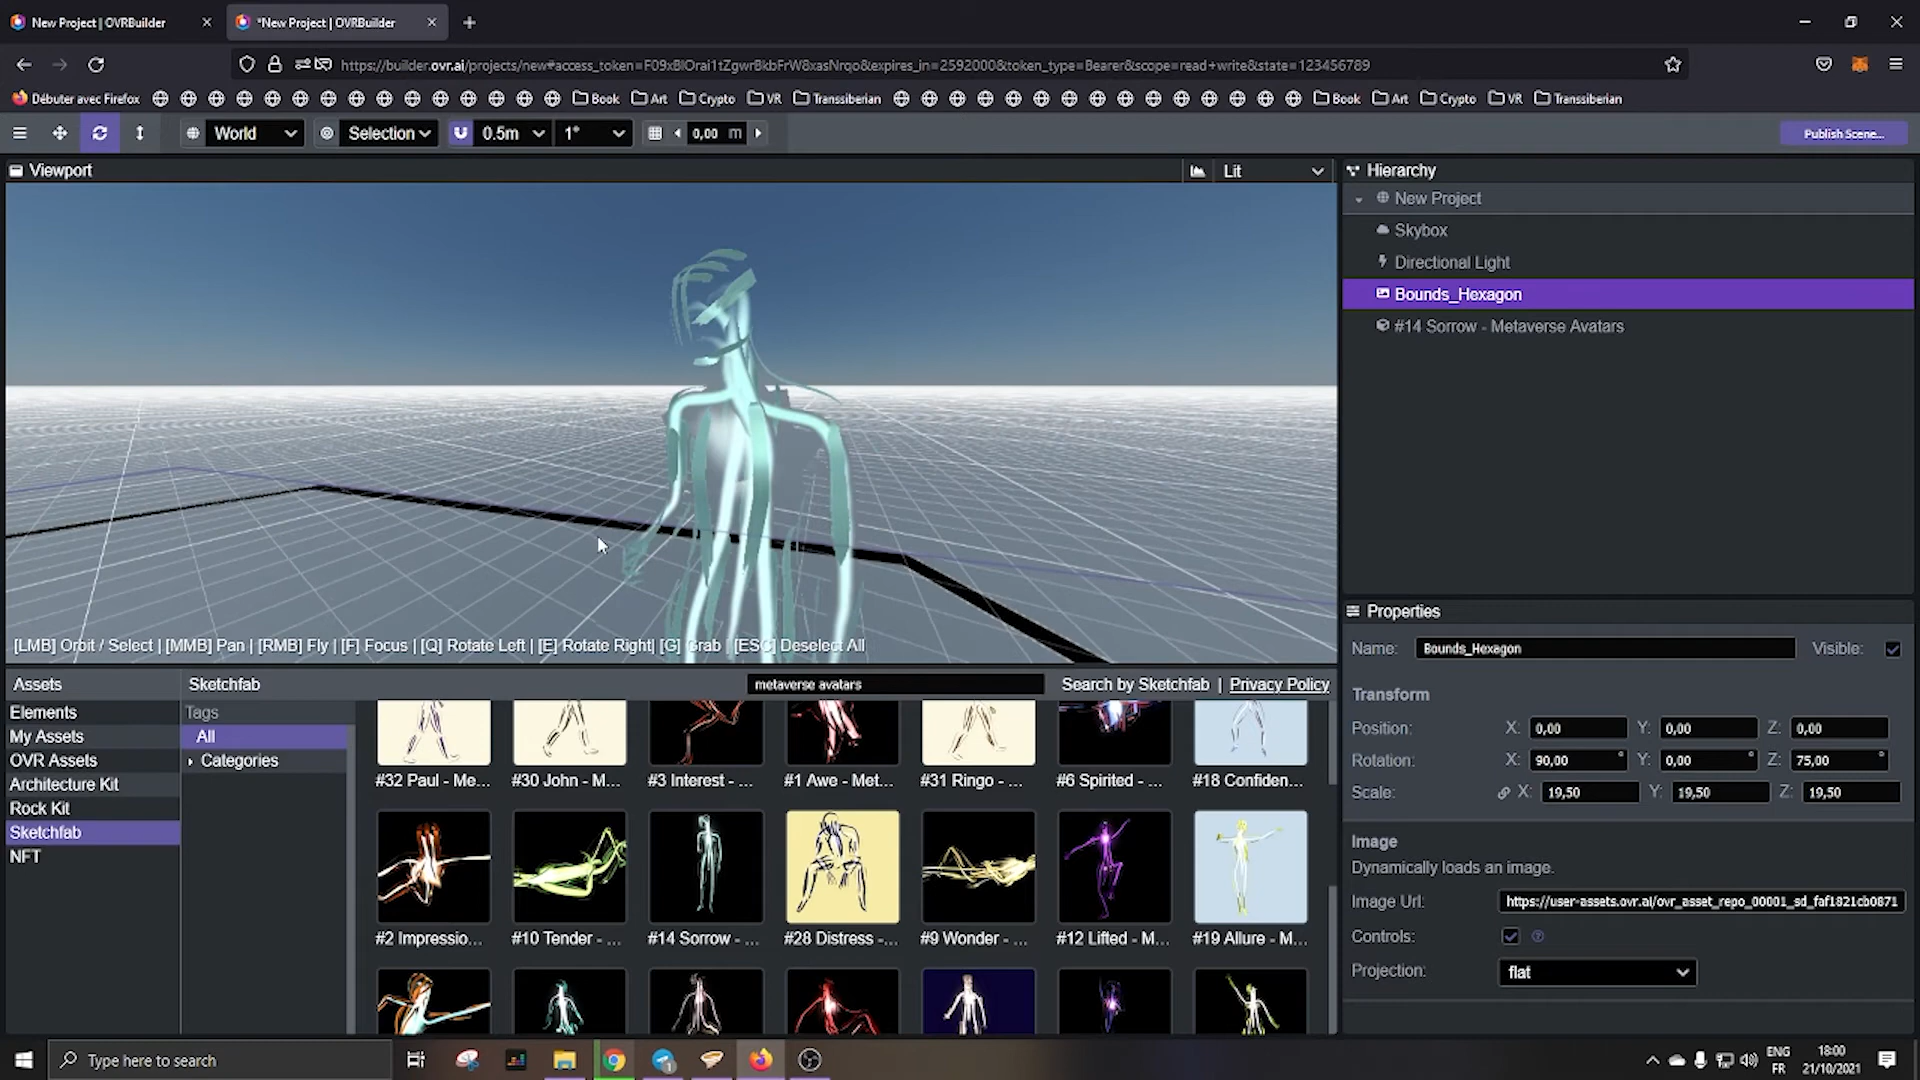 New Project | OVRBuilder
*New Project | OVRBuilder
https://builder.ovr.ai/projects/new#access_token=F09xBIOrai1tZgwrBkbFrW8xasNrqo&expires_in=2592000&token_type=Bearer&scope=read+write&state=123456789
Débuter avec Firefox Book Art Crypto VR Transsiberian Book Art Crypto VR Transsiberian
World Selection 0.5m 1° 0,00 m Publish Scene...
Viewport Lit
[LMB] Orbit / Select | [MMB] Pan | [RMB] Fly | [F] Focus | [Q] Rotate Left | [E] Rotate Right| [G] Grab | [ESC] Deselect All
Hierarchy
New Project
Skybox
Directional Light
Bounds_Hexagon
#14 Sorrow - Metaverse Avatars
Properties
Name: Bounds_Hexagon Visible:
Transform
Position: X: 0,00 Y: 0,00 Z: 0,00
Rotation: X: 90,00 ° Y: 0,00 ° Z: 75,00 °
Scale: X: 19,50 Y: 19,50 Z: 19,50
Image
Dynamically loads an image.
Image Url: https://user-assets.ovr.ai/ovr_asset_repo_00001_sd_faf1821cb0871
Controls:
Projection: flat
Assets
Elements
My Assets
OVR Assets
Architecture Kit
Rock Kit
Sketchfab
NFT
Sketchfab metaverse avatars Search by Sketchfab | Privacy Policy
Tags
All
Categories
#32 Paul - Me... #30 John - M... #3 Interest - ... #1 Awe - Met... #31 Ringo - ... #6 Spirited - ... #18 Confiden...
#2 Impressio... #10 Tender - ... #14 Sorrow - ... #28 Distress -... #9 Wonder - ... #12 Lifted - M... #19 Allure - M...
Type here to search
ENG
FR
18:00
21/10/2021